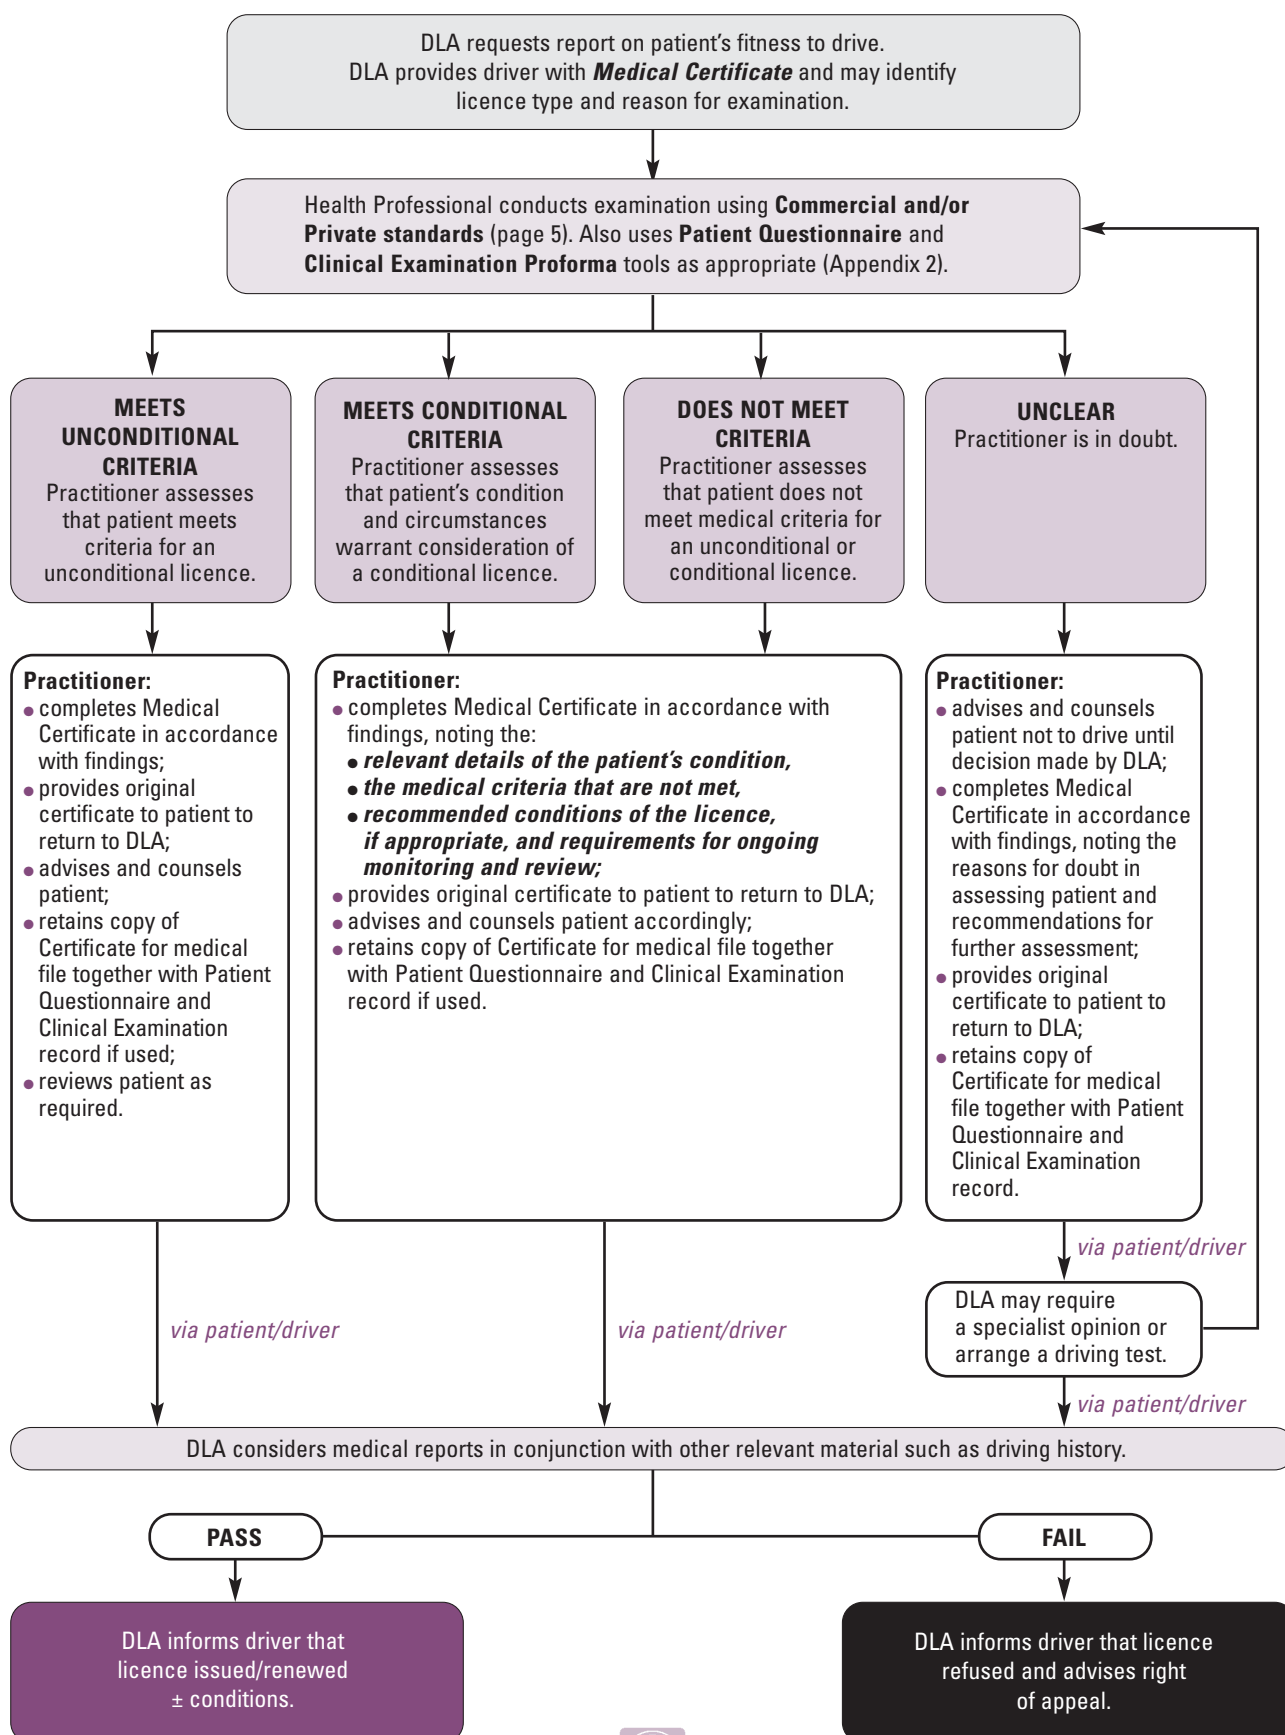 DLA requests report on patient's fitness to drive.
DLA provides driver with Medical Certificate and may identify
licence type and reason for examination.
Health Professional conducts examination using Commercial and/or
Private standards (page 5). Also uses Patient Questionnaire and
Clinical Examination Proforma tools as appropriate (Appendix 2).
MEETS
UNCONDITIONAL
CRITERIA
Practitioner assesses
that patient meets
criteria for an
unconditional licence.
MEETS CONDITIONAL
CRITERIA
Practitioner assesses
that patient's condition
and circumstances
warrant consideration of
a conditional licence.
DOES NOT MEET
CRITERIA
Practitioner assesses
that patient does not
meet medical criteria for
an unconditional or
conditional licence.
UNCLEAR
Practitioner is in doubt.
Practitioner:
• completes Medical
Certificate in accordance
with findings;
• provides original
certificate to patient to
return to DLA;
• advises and counsels
patient;
• retains copy of
Certificate for medical
file together with Patient
Questionnaire and
Clinical Examination
record if used;
• reviews patient as
required.
Practitioner:
• completes Medical Certificate in accordance with
findings, noting the:
• relevant details of the patient's condition,
• the medical criteria that are not met,
• recommended conditions of the licence,
if appropriate, and requirements for ongoing
monitoring and review;
• provides original certificate to patient to return to DLA;
• advises and counsels patient accordingly;
• retains copy of Certificate for medical file together
with Patient Questionnaire and Clinical Examination
record if used.
Practitioner:
• advises and counsels
patient not to drive until
decision made by DLA;
• completes Medical
Certificate in accordance
with findings, noting the
reasons for doubt in
assessing patient and
recommendations for
further assessment;
• provides original
certificate to patient to
return to DLA;
• retains copy of
Certificate for medical
file together with Patient
Questionnaire and
Clinical Examination
record.
via patient/driver
DLA may require
a specialist opinion or
arrange a driving test.
via patient/driver
via patient/driver
via patient/driver
DLA considers medical reports in conjunction with other relevant material such as driving history.
PASS
FAIL
DLA informs driver that
licence issued/renewed
± conditions.
DLA informs driver that licence
refused and advises right
of appeal.